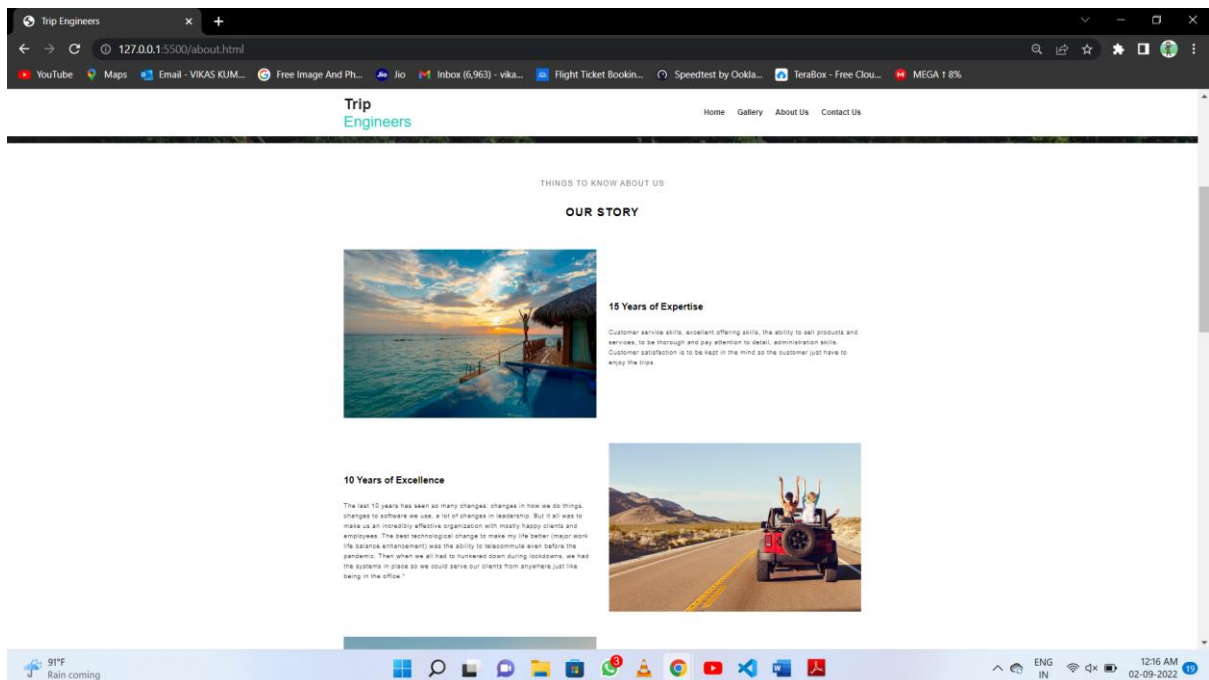 Trip Engineers
127.0.0.1:5500/about.html
YouTube Maps Email - VIKAS KUM... Free Image And Ph... Jio Inbox (6,963) - vika... Flight Ticket Bookin... Speedtest by Ookla... TeraBox - Free Clou... MEGA 1 8%
Trip
Engineers
Home Gallery About Us Contact Us
THINGS TO KNOW ABOUT US
OUR STORY
15 Years of Expertise
Customer service skills, excellent offering skills, the ability to sell products and
services, to be thorough and pay attention to detail, administration skills.
Customer satisfaction is to be kept in the mind so the customer just have to
enjoy the trips.
10 Years of Excellence
The last 10 years has seen so many changes: changes in how we do things,
changes to software we use, a lot of changes in leadership. But it all was to
make us an incredibly effective organization with mostly happy clients and
employees. The best technological change to make my life better (major work
life balance enhancement) was the ability to telecommute even before the
pandemic. Then when we all had to hunkered down during lockdowns, we had
the systems in place so we could serve our clients from anywhere just like
being in the office."
91°F
Rain coming
9
ENG
IN
12:16 AM
02-09-2022
19